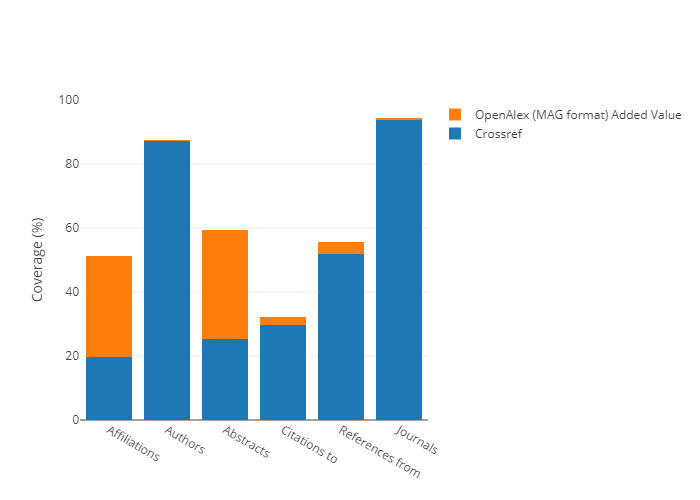 OpenAlex (MAG format) Added Value
Crossref
Coverage (%)
100
80
60
40
20
0
Affiliations
Authors
Abstracts
Citations to
References from
Journals